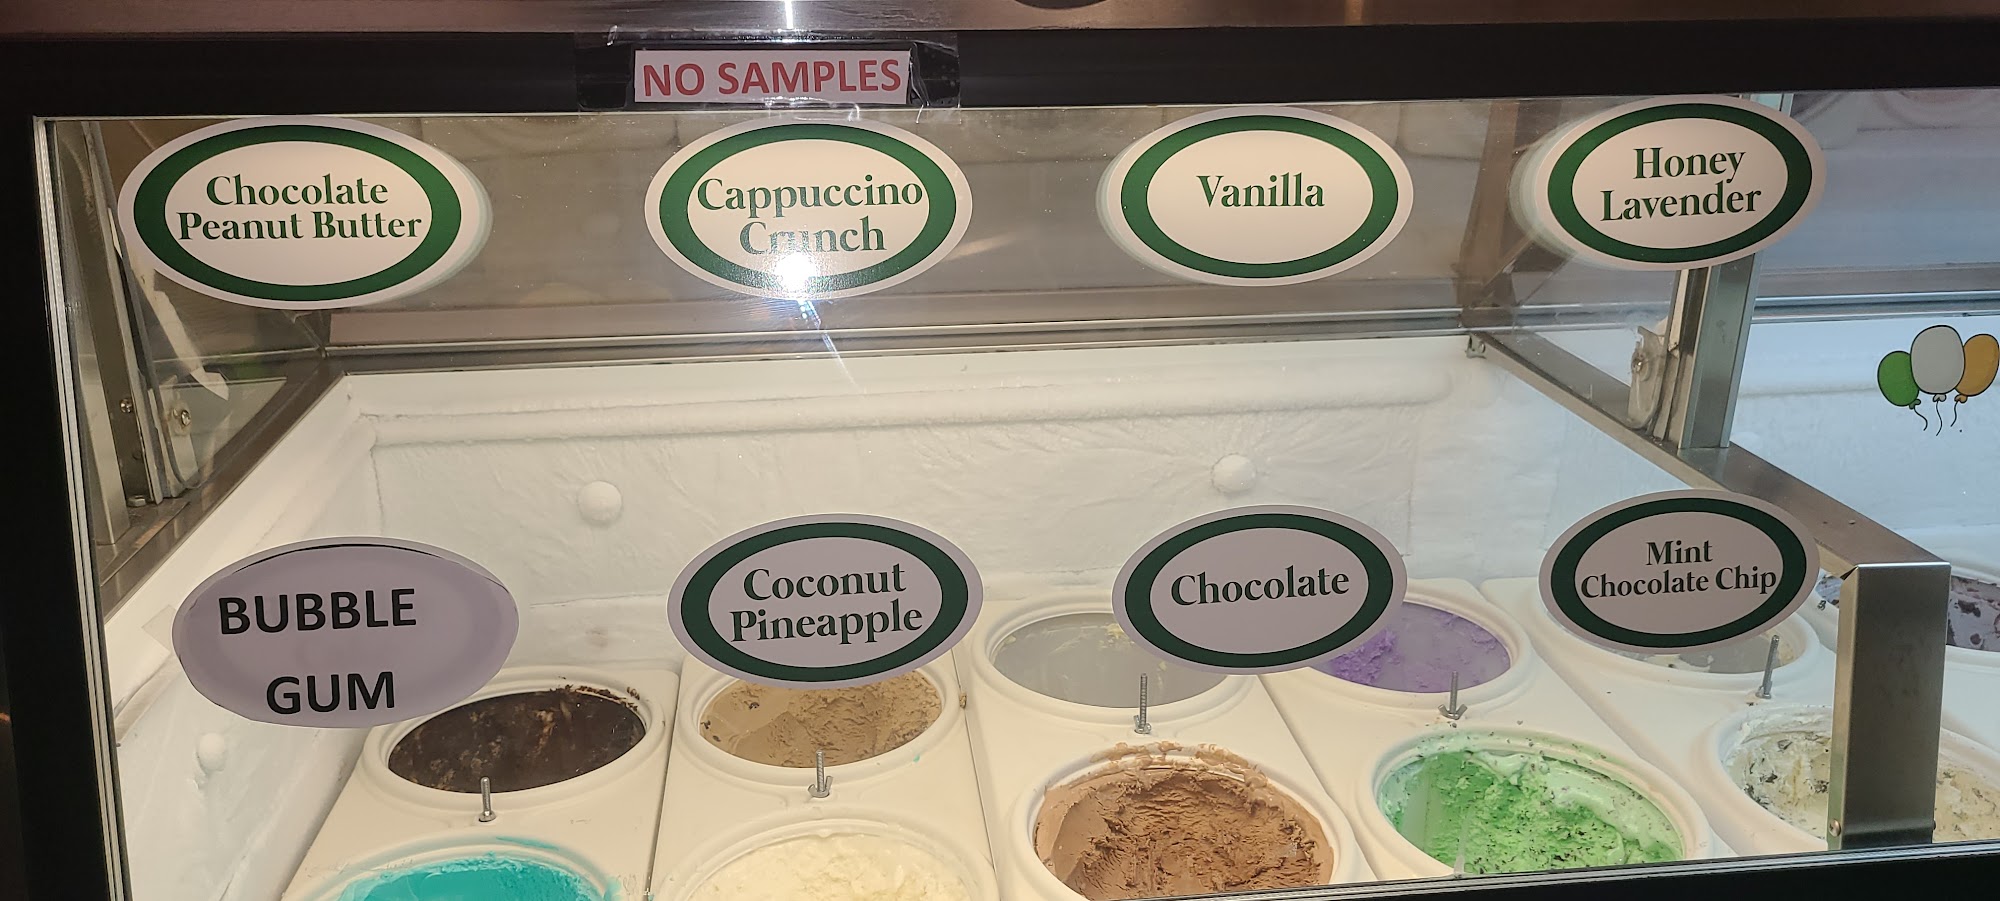 NO SAMPLES
Chocolate
Peanut Butter
Cappuccino
Crunch
Vanilla
Honey
Lavender
BUBBLE
GUM
Coconut
Pineapple
Chocolate
Mint
Chocolate Chip